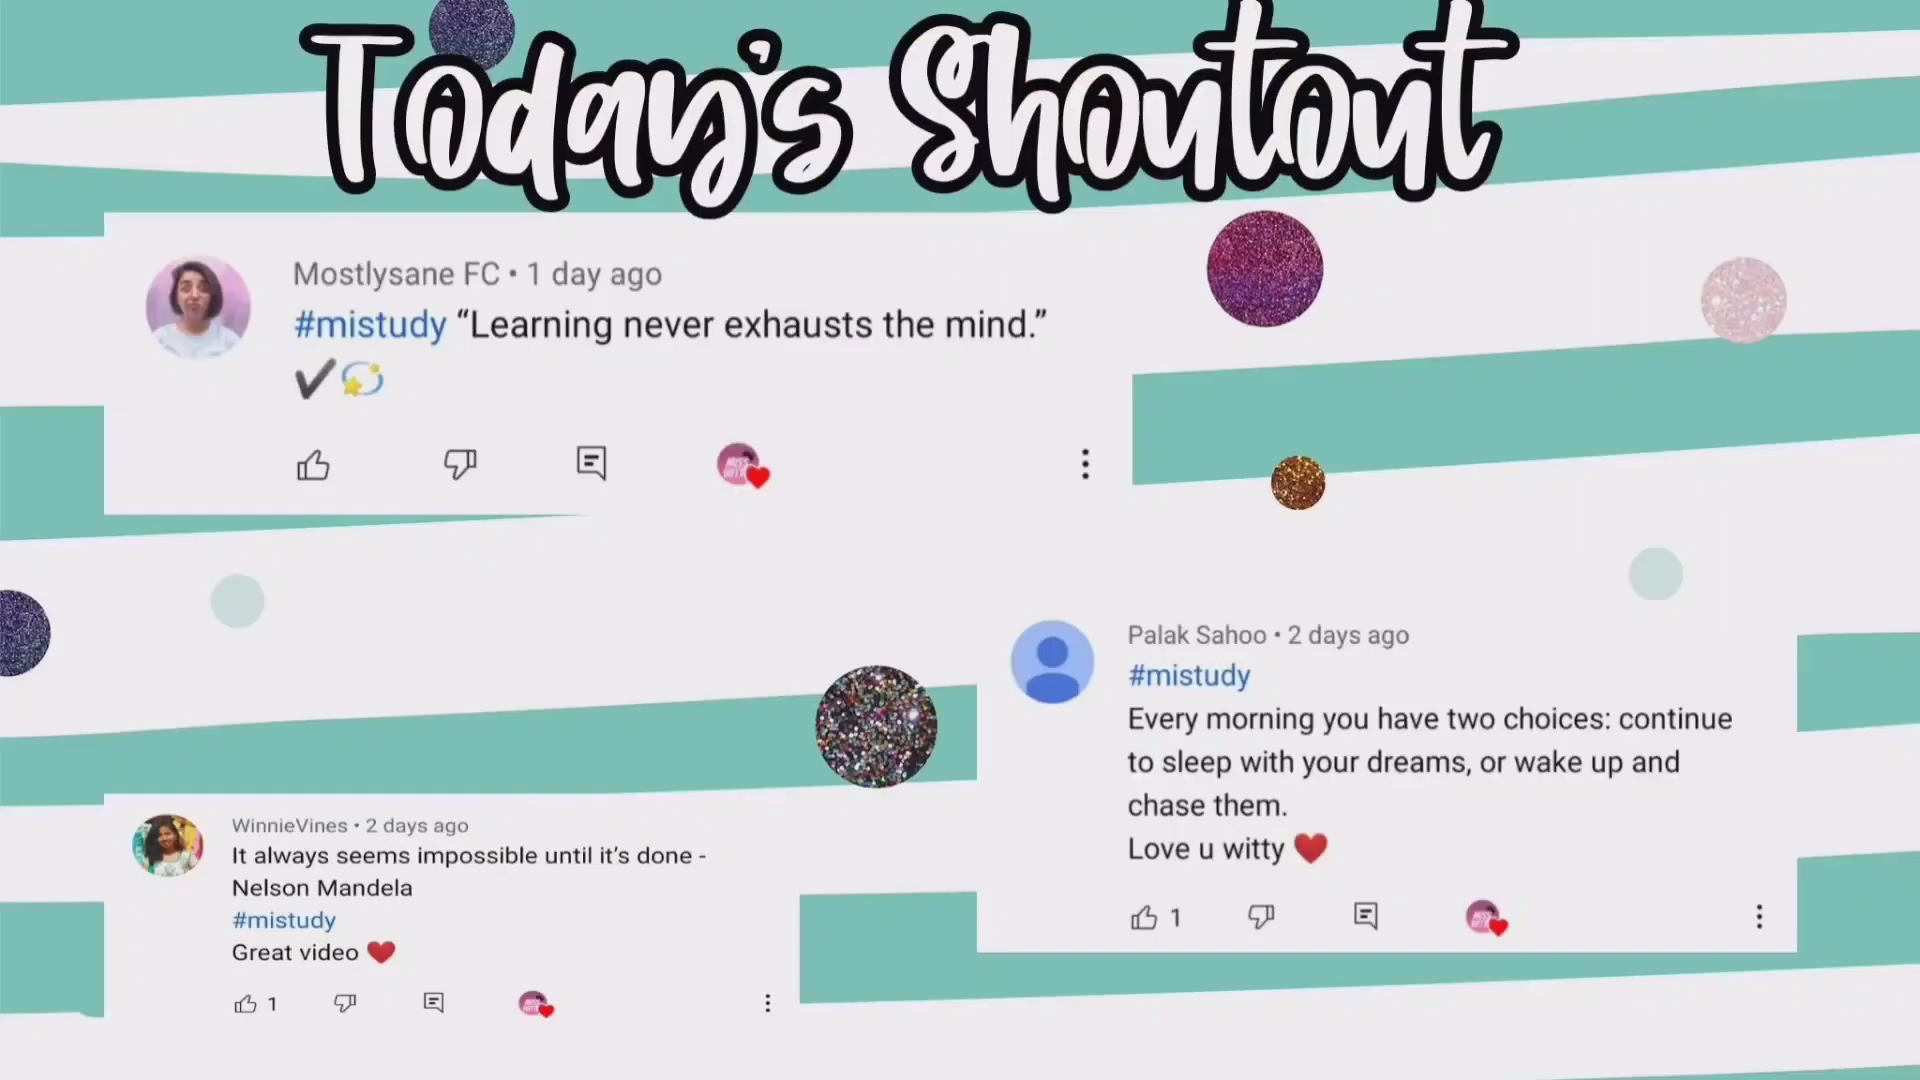 Today's Shoutout
Mostlysane FC • 1 day ago
#mistudy “Learning never exhausts the mind.”
Palak Sahoo • 2 days ago
#mistudy
Every morning you have two choices: continue
to sleep with your dreams, or wake up and
chase them.
Love u witty
1
WinnieVines • 2 days ago
It always seems impossible until it’s done -
Nelson Mandela
#mistudy
Great video
1